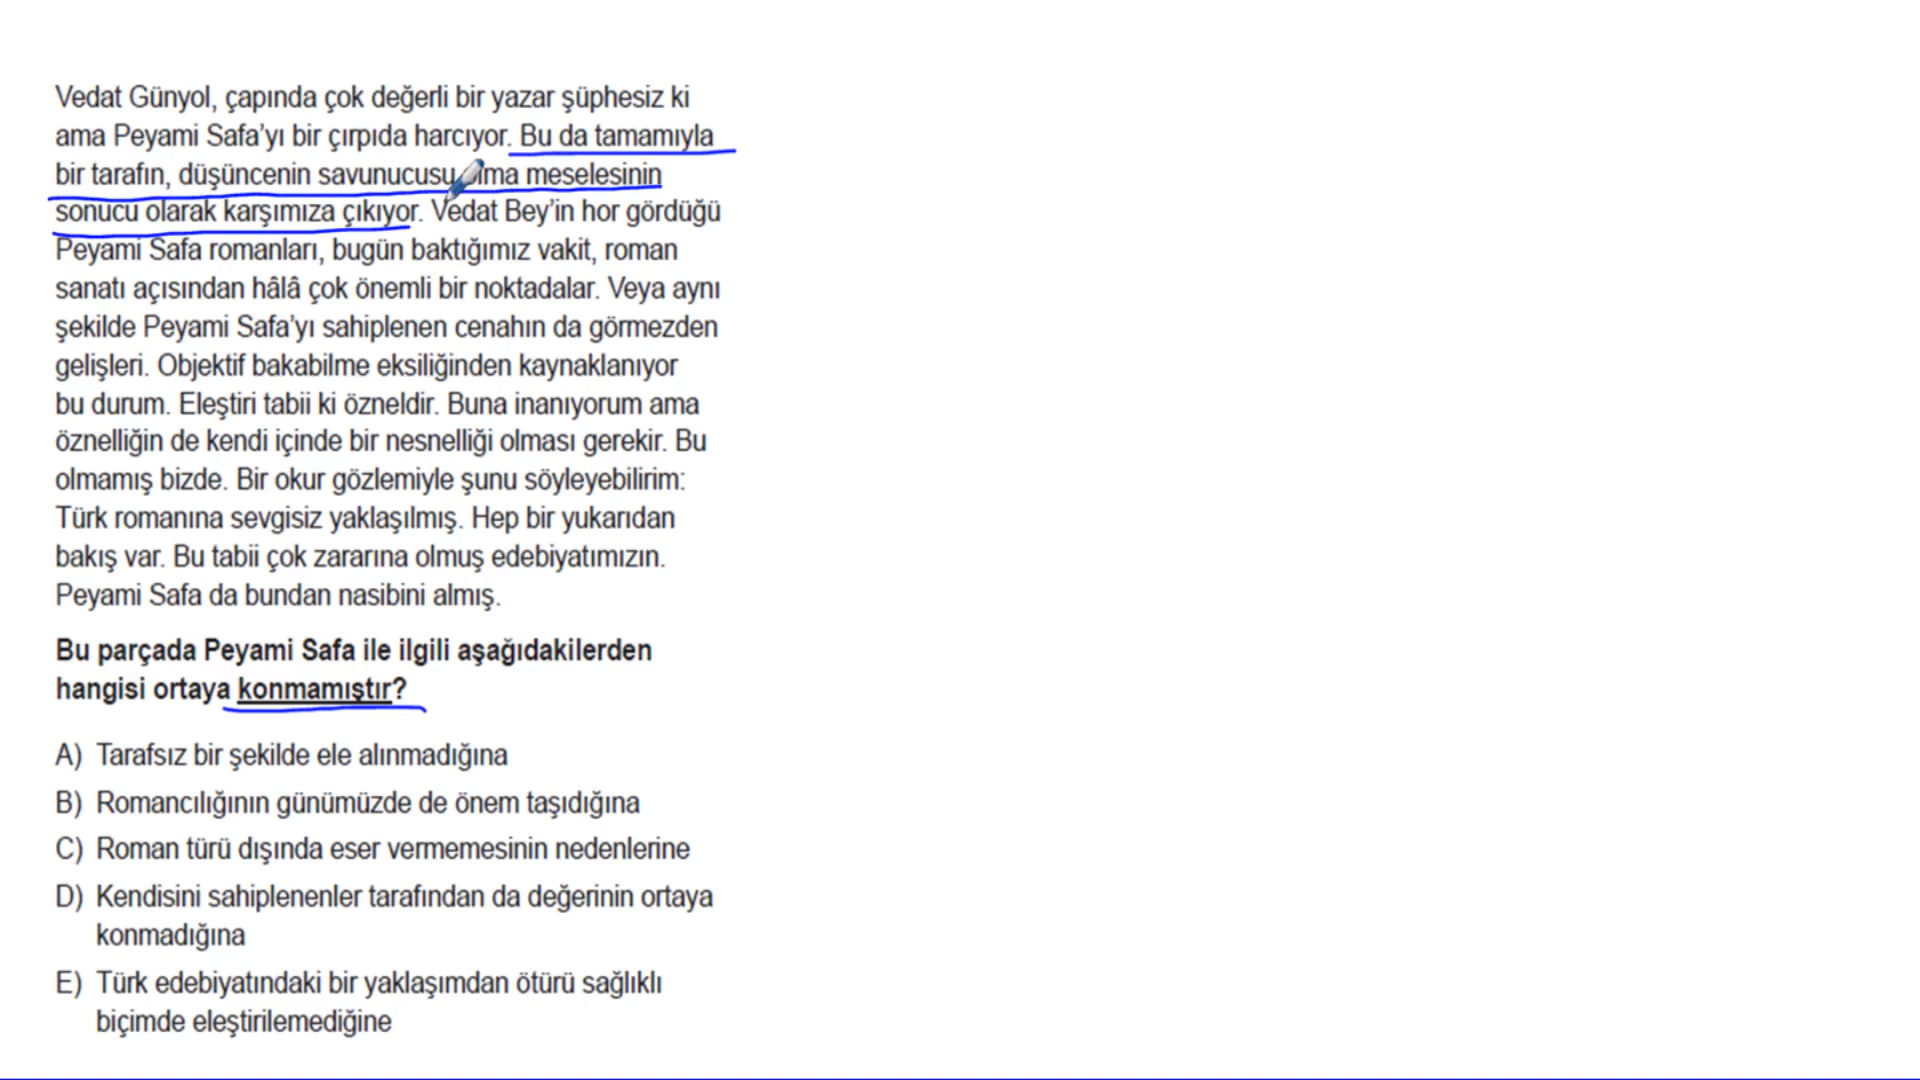 Vedat Günyol, çapında çok değerli bir yazar şüphesiz ki
ama Peyami Safa'yı bir çırpıda harcıyor. Bu da tamamıyla
bir tarafın, düşüncenin savunucusu olma meselesinin
sonucu olarak karşımıza çıkıyor. Vedat Bey'in hor gördüğü
Peyami Safa romanları, bugün baktığımız vakit, roman
sanatı açısından hâlâ çok önemli bir noktadalar. Veya aynı
şekilde Peyami Safa'yı sahiplenen cenahın da görmezden
gelişleri. Objektif bakabilme eksiliğinden kaynaklanıyor
bu durum. Eleştiri tabii ki özneldir. Buna inanıyorum ama
öznelliğin de kendi içinde bir nesnelliği olması gerekir. Bu
olmamış bizde. Bir okur gözlemiyle şunu söyleyebilirim:
Türk romanına sevgisiz yaklaşılmış. Hep bir yukarıdan
bakış var. Bu tabii çok zararına olmuş edebiyatımızın.
Peyami Safa da bundan nasibini almış.
Bu parçada Peyami Safa ile ilgili aşağıdakilerden
hangisi ortaya konmamıştır?
A) Tarafsız bir şekilde ele alınmadığına
B) Romancılığının günümüzde de önem taşıdığına
C) Roman türü dışında eser vermemesinin nedenlerine
D) Kendisini sahiplenenler tarafından da değerinin ortaya
konmadığına
E) Türk edebiyatındaki bir yaklaşımdan ötürü sağlıklı
biçimde eleştirilemediğine